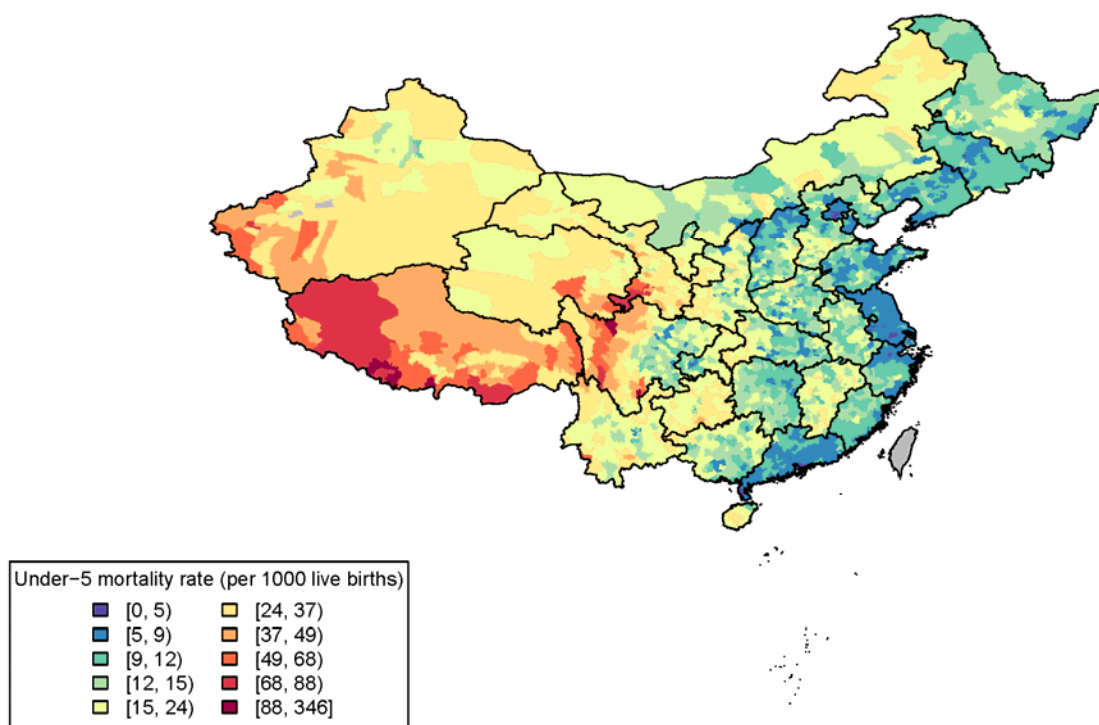 Under−5 mortality rate (per 1000 live births)
[0, 5) [24, 37)
[5, 9) [37, 49)
[9, 12) [49, 68)
[12, 15) [68, 88)
[15, 24) [88, 346]